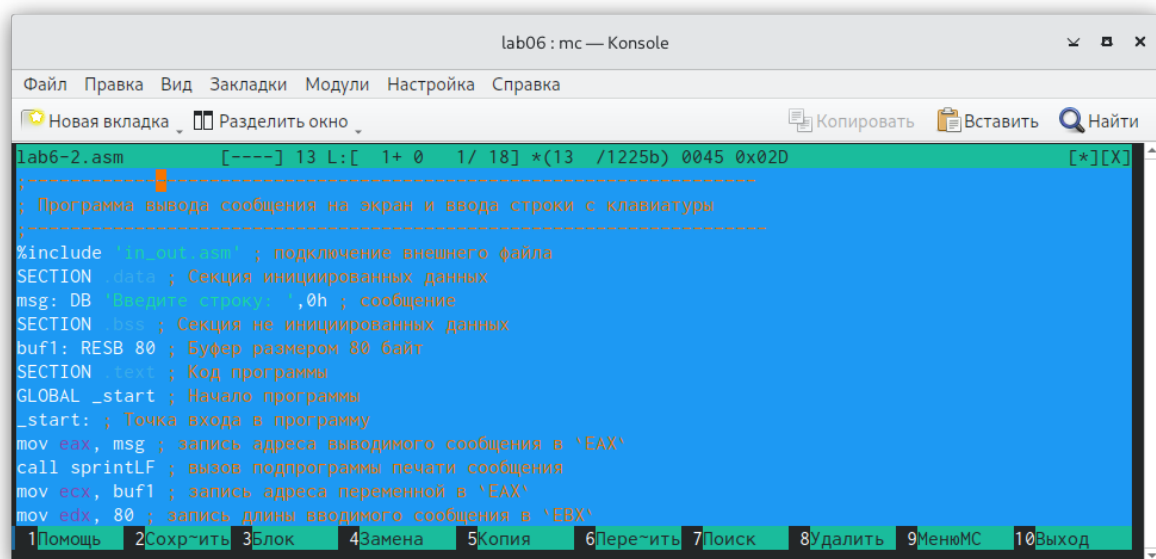 lab06 : mc — Konsole
Файл Правка Вид Закладки Модули Настройка Справка
Новая вкладка Разделить окно Копировать Вставить Найти
lab6-2.asm [----] 13 L:[ 1+ 0 1/ 18] *(13 /1225b) 0045 0x02D [*][X]
;--------------------------------------------------------------------
; Программа вывода сообщения на экран и ввода строки с клавиатуры
;---------------------------------------------------------------------
%include 'in_out.asm' ; подключение внешнего файла
SECTION .data ; Секция инициированных данных
msg: DB 'Введите строку: ',0h ; сообщение
SECTION .bss ; Секция не инициированных данных
buf1: RESB 80 ; Буфер размером 80 байт
SECTION .text ; Код программы
GLOBAL _start ; Начало программы
_start: ; Точка входа в программу
mov eax, msg ; запись адреса выводимого сообщения в `EAX`
call sprintLF ; вызов подпрограммы печати сообщения
mov ecx, buf1 ; запись адреса переменной в `EAX`
mov edx, 80 ; запись длины вводимого сообщения в `EBX`
1Помощь 2Сохр~ить 3Блок 4Замена 5Копия 6Пере~ить 7Поиск 8Удалить 9МенюMC 10Выход